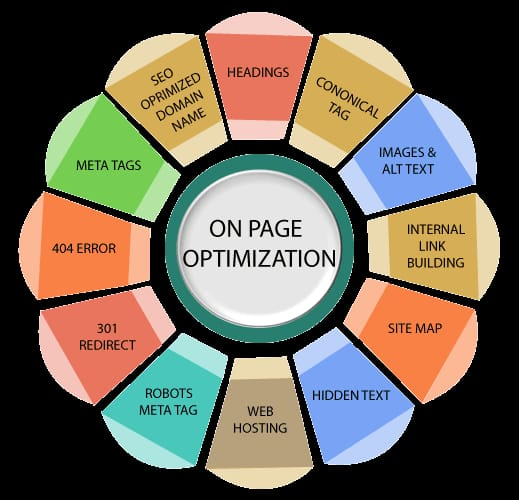 ON PAGE
OPTIMIZATION
HEADINGS
CONONICAL
TAG
IMAGES &
ALT TEXT
INTERNAL
LINK
BUILDING
SITE MAP
HIDDEN TEXT
WEB
HOSTING
ROBOTS
META TAG
301
REDIRECT
404 ERROR
META TAGS
SEO
OPRIMIZED
DOMAIN
NAME